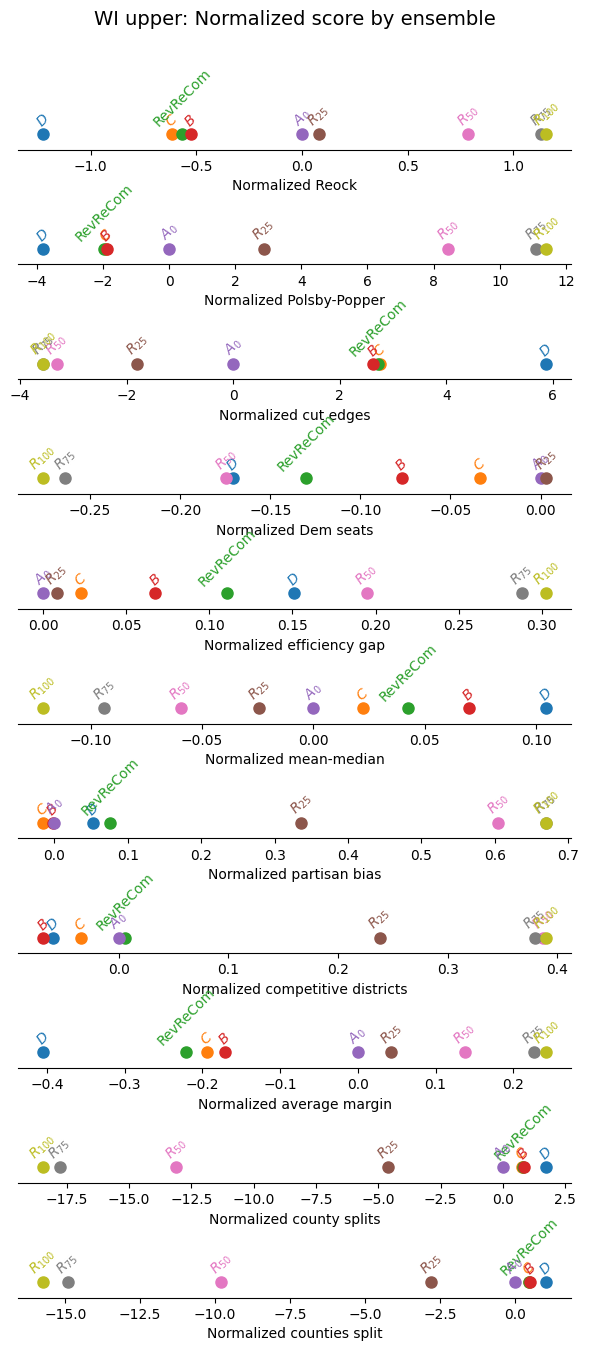 WI upper: Normalized score by ensemble
D C RevReCom B A0 R25 R50 R75 R100
−1.0 −0.5 0.0 0.5 1.0
Normalized Reock
D RevReCom B A0 R25 R50 R75 R100
−4 −2 0 2 4 6 8 10 12
Normalized Polsby-Popper
R100 R75 R50 R25 A0 B RevReCom C D
−4 −2 0 2 4 6
Normalized cut edges
R100 R75 R50 D RevReCom B C A0 R25
−0.25 −0.20 −0.15 −0.10 −0.05 0.00
Normalized Dem seats
A0 R25 C B RevReCom D R50 R75 R100
0.00 0.05 0.10 0.15 0.20 0.25 0.30
Normalized efficiency gap
R100 R75 R50 R25 A0 C RevReCom B D
−0.10 −0.05 0.00 0.05 0.10
Normalized mean-median
C B A0 D RevReCom R25 R50 R75 R100
0.0 0.1 0.2 0.3 0.4 0.5 0.6 0.7
Normalized partisan bias
B D C A0 RevReCom R25 R75 R50 R100
0.0 0.1 0.2 0.3 0.4
Normalized competitive districts
D RevReCom C B A0 R25 R50 R75 R100
−0.4 −0.3 −0.2 −0.1 0.0 0.1 0.2
Normalized average margin
R100 R75 R50 R25 A0 RevReCom C B D
−17.5 −15.0 −12.5 −10.0 −7.5 −5.0 −2.5 0.0 2.5
Normalized county splits
R100 R75 R50 R25 A0 RevReCom C B D
−15.0 −12.5 −10.0 −7.5 −5.0 −2.5 0.0
Normalized counties split